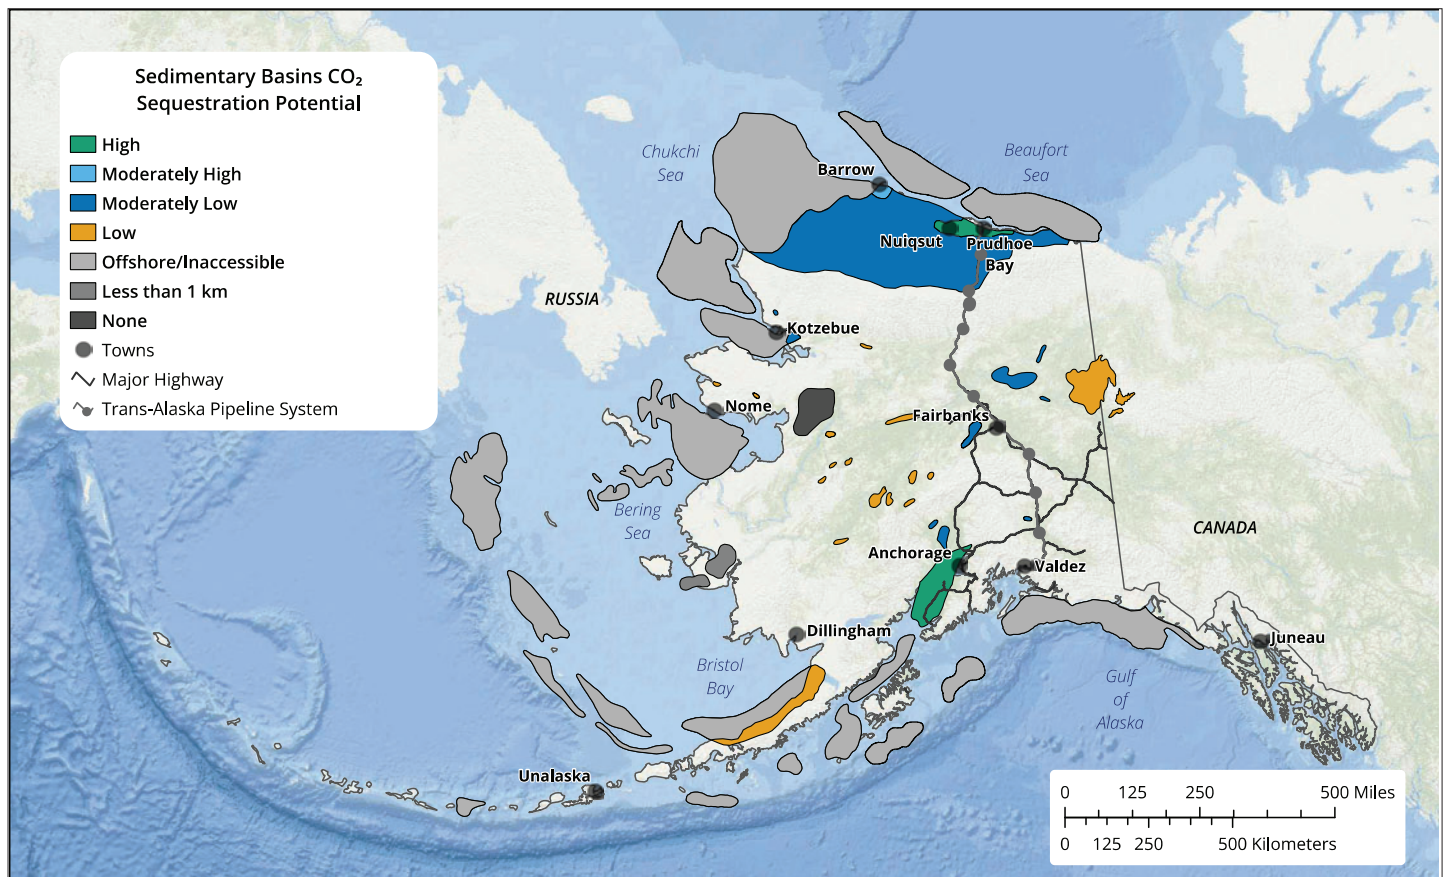 Sedimentary Basins CO₂
Sequestration Potential
High
Moderately High
Moderately Low
Low
Offshore/Inaccessible
Less than 1 km
None
Towns
Major Highway
Trans-Alaska Pipeline System
Chukchi
Sea
Beaufort
Sea
Barrow
Nuiqsut
Prudhoe
Bay
RUSSIA
Kotzebue
Nome
Fairbanks
Bering
Sea
CANADA
Anchorage
Valdez
Dillingham
Juneau
Bristol
Bay
Gulf
of
Alaska
Unalaska
0 125 250 500 Miles
0 125 250 500 Kilometers